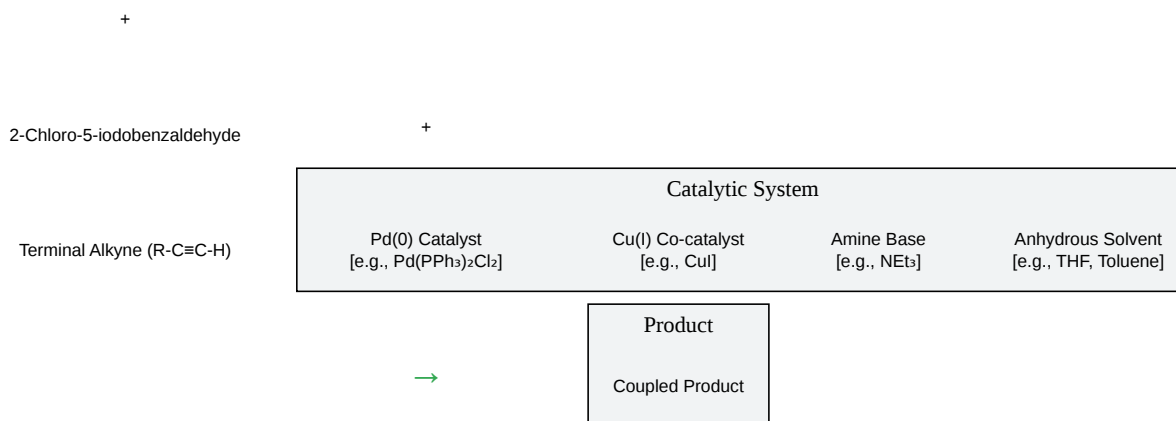 +
2-Chloro-5-iodobenzaldehyde
+
Catalytic System
Terminal Alkyne (R-C≡C-H)
Pd(0) Catalyst
[e.g., Pd(PPh₃)₂Cl₂]
Cu(I) Co-catalyst
[e.g., CuI]
Amine Base
[e.g., NEt₃]
Anhydrous Solvent
[e.g., THF, Toluene]
Product
→
Coupled Product